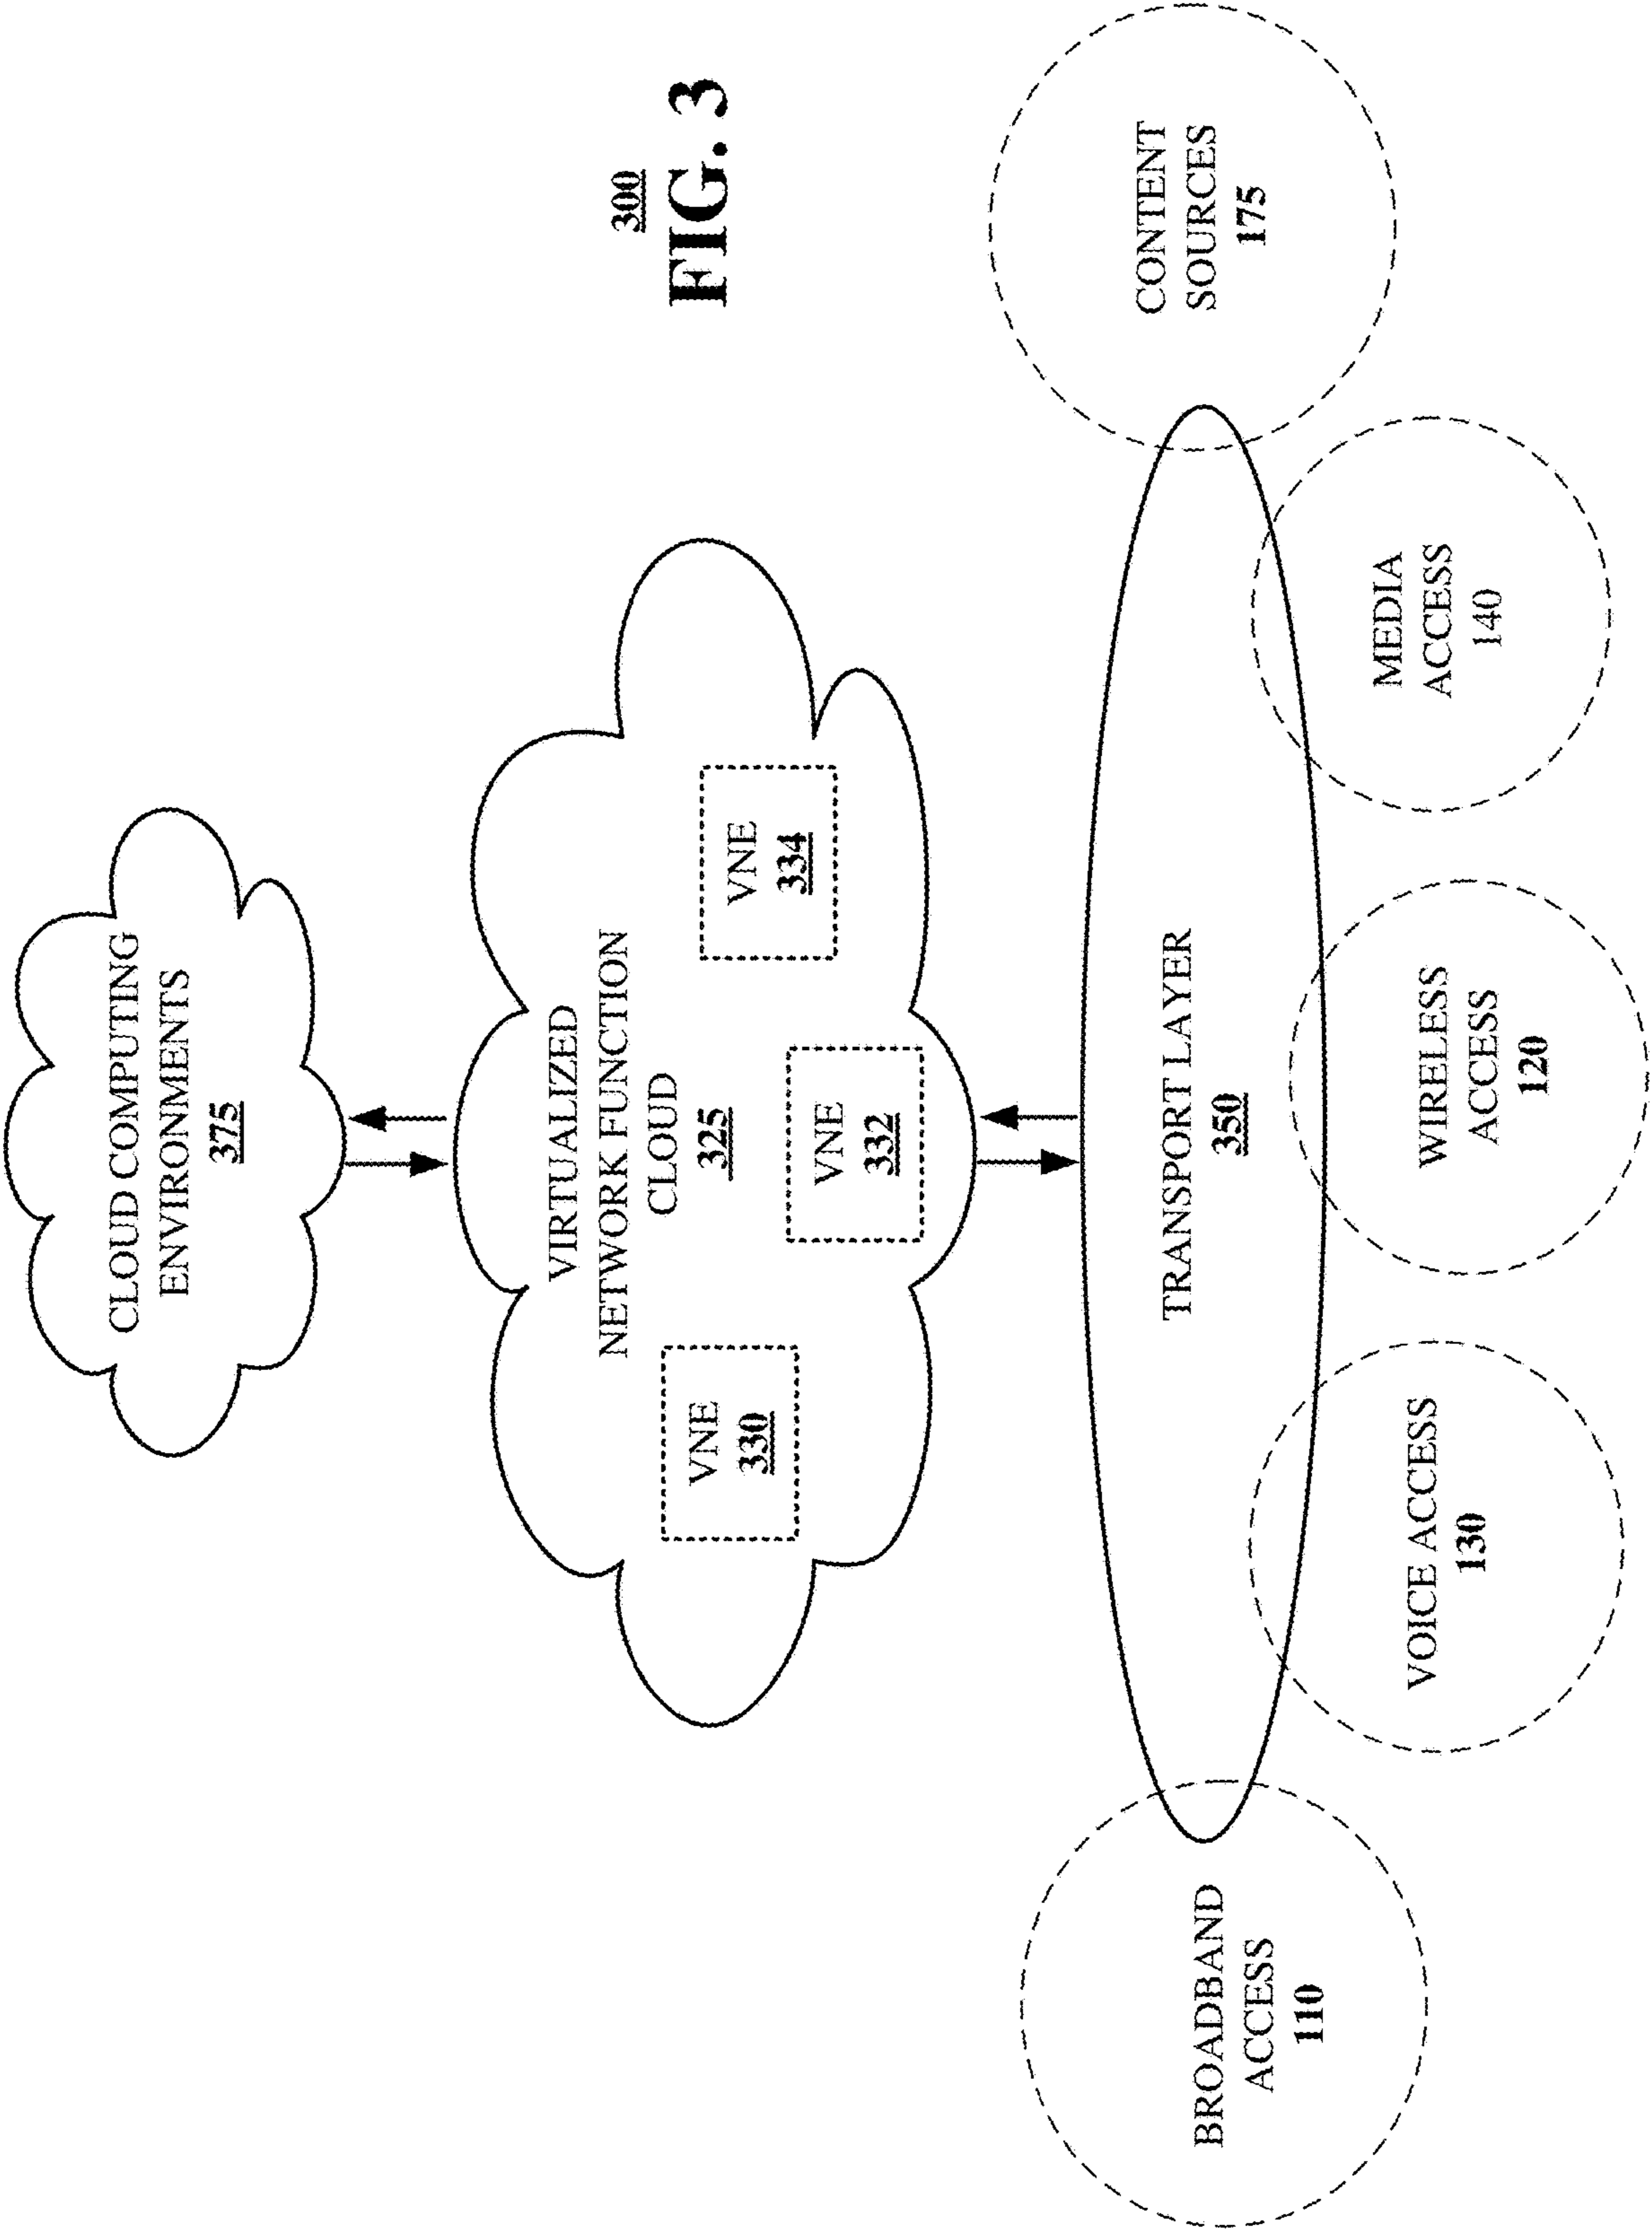 CLOUD COMPUTING
ENVIRONMENTS
375
VIRTUALIZED
NETWORK FUNCTION
CLOUD
325
VNE
330
VNE
332
VNE
334
300
FIG. 3
TRANSPORT LAYER
350
BROADBAND
ACCESS
110
VOICE ACCESS
130
WIRELESS
ACCESS
120
MEDIA
ACCESS
140
CONTENT
SOURCES
175